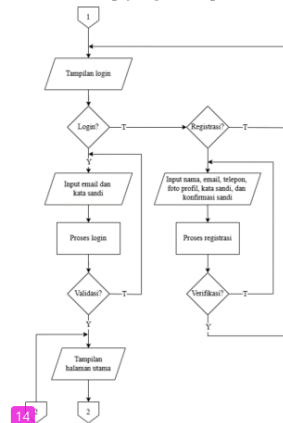 1
Tampilan login
Login?
T
Registrasi?
T
Y
Input email dan
kata sandi
Input nama, email, telepon,
foto profil, kata sandi, dan
konfirmasi sandi
Proses login
Proses registrasi
Validasi?
T
Verifikasi?
T
Y
Y
Tampilan
halaman utama
14
2